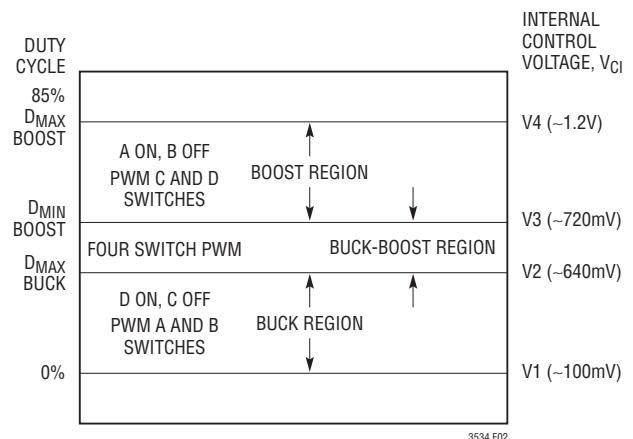 DUTY
CYCLE
INTERNAL
CONTROL
VOLTAGE, VCI
85%
DMAX
BOOST
V4 (~1.2V)
A ON, B OFF
PWM C AND D
SWITCHES
BOOST REGION
DMIN
BOOST
V3 (~720mV)
FOUR SWITCH PWM
BUCK-BOOST REGION
DMAX
BUCK
V2 (~640mV)
D ON, C OFF
PWM A AND B
SWITCHES
BUCK REGION
0%
V1 (~100mV)
3534 F02